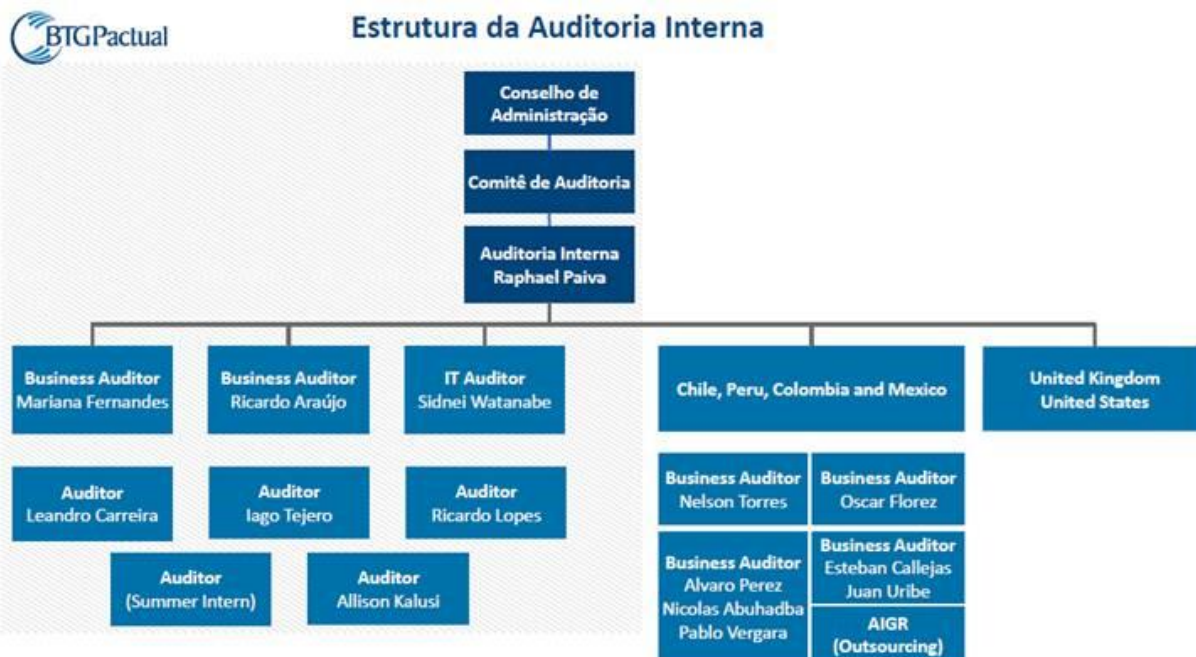 BTGPactual
Estrutura da Auditoria Interna
Conselho de
Administração
Comitê de Auditoria
Auditoria Interna
Raphael Paiva
Business Auditor
Mariana Fernandes
Business Auditor
Ricardo Araújo
IT Auditor
Sidnei Watanabe
Chile, Peru, Colombia and Mexico
United Kingdom
United States
Auditor
Leandro Carreira
Auditor
Iago Tejero
Auditor
Ricardo Lopes
Auditor
(Summer Intern)
Auditor
Allison Kalusi
Business Auditor
Nelson Torres
Business Auditor
Oscar Florez
Business Auditor
Alvaro Perez
Nicolas Abuhadba
Pablo Vergara
Business Auditor
Esteban Callejas
Juan Uribe
AIGR
(Outsourcing)